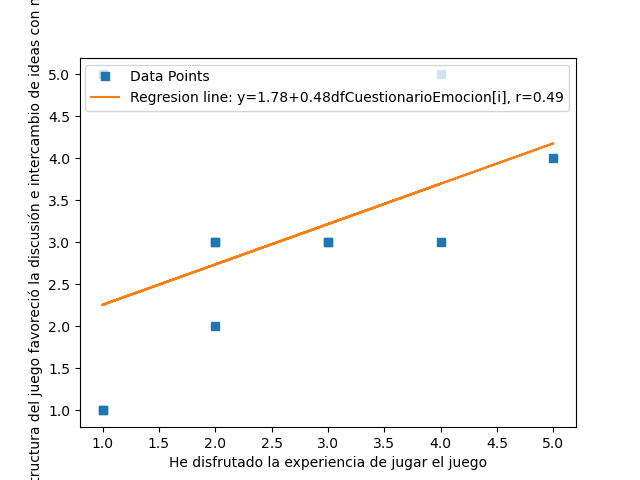 Data Points
Regresion line: y=1.78+0.48dfCuestionarioEmocion[i], r=0.49
5.0
4.5
4.0
3.5
3.0
2.5
2.0
1.5
1.0
del juego favoreció la discusión e intercambio de ideas con
1.0 1.5 2.0 2.5 3.0 3.5 4.0 4.5 5.0
He disfrutado la experiencia de jugar el juego